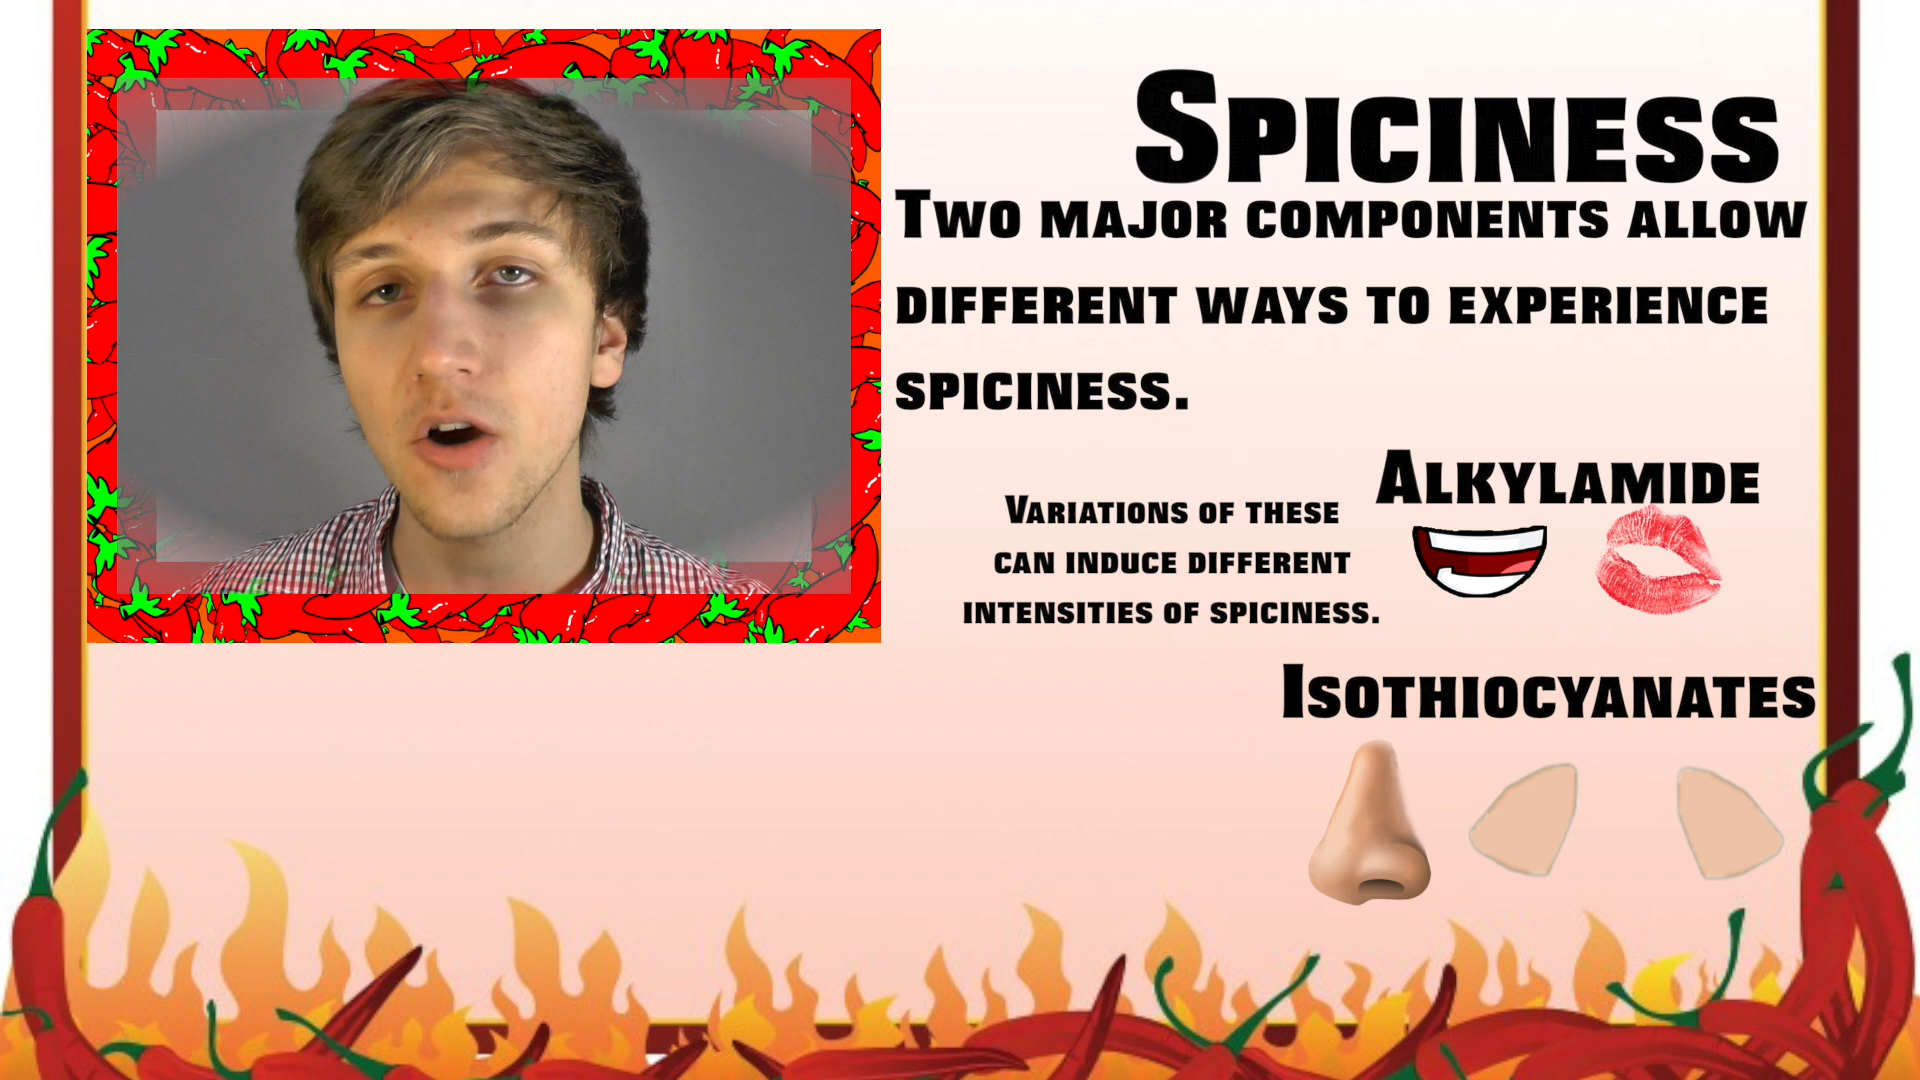 Spiciness
Two major components allow
different ways to experience
spiciness.
Alkylamide
Variations of these
can induce different
intensities of spiciness.
Isothiocyanates